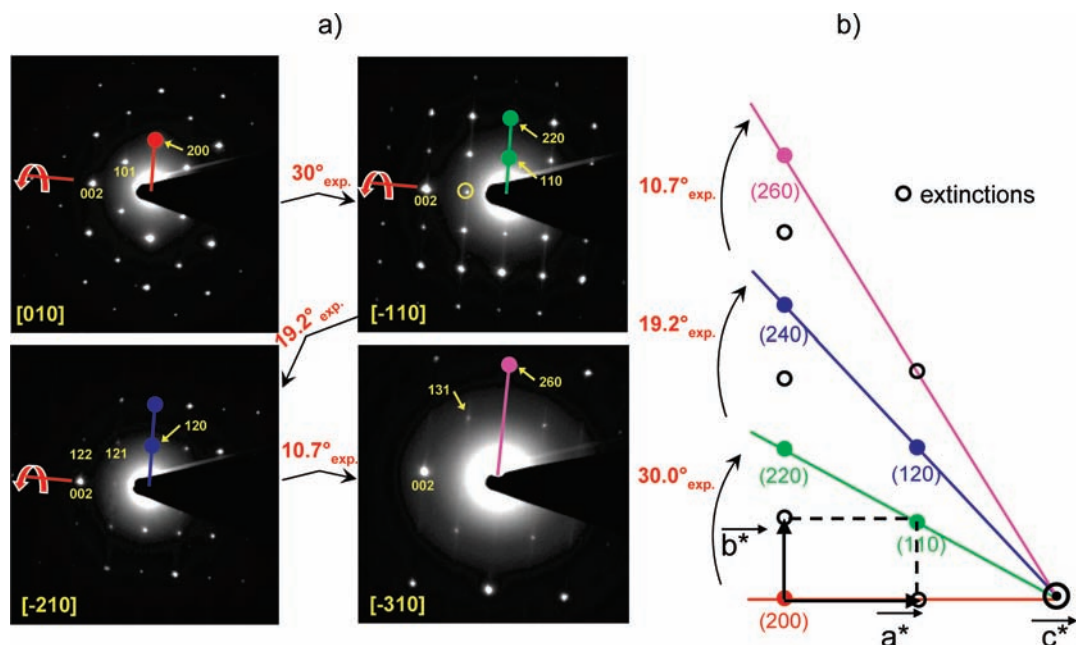 a)
b)
200
101
002
[010]
30° exp.
220
110
002
[-110]
19.2° exp.
120
122
121
002
[-210]
10.7° exp.
131
260
002
[-310]
10.7° exp.
(260)
extinctions
19.2° exp.
(240)
(220)
(120)
30.0° exp.
b*
(110)
(200)
a*
c*